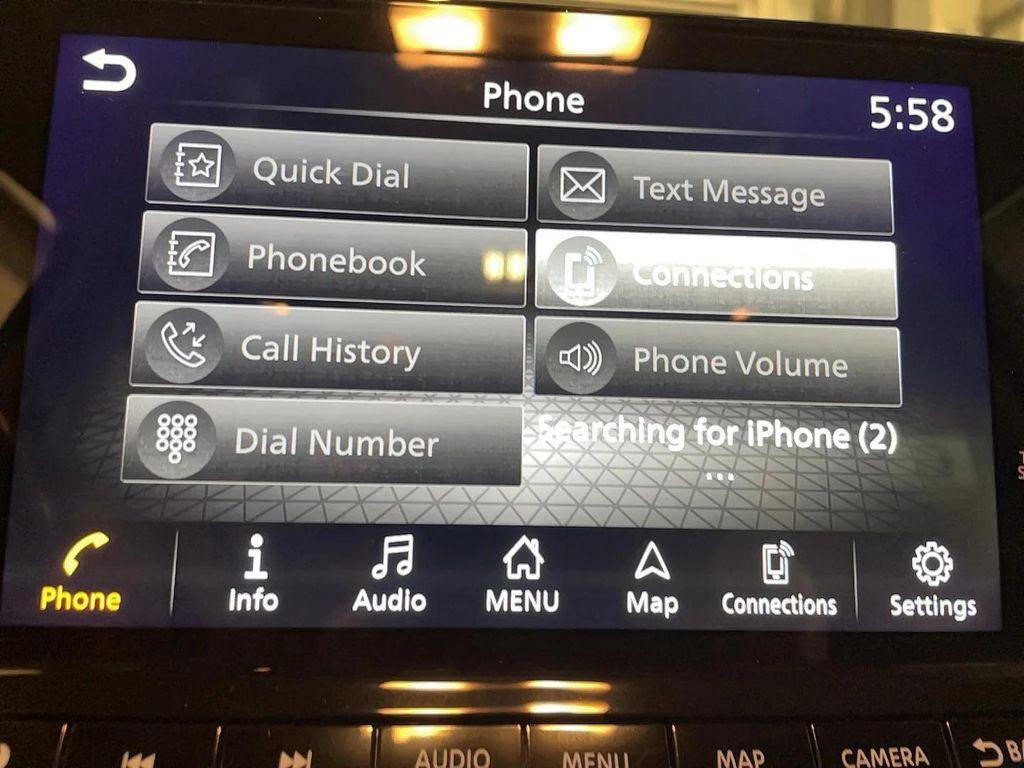 Phone
5:58
Quick Dial
Text Message
Phonebook
Connections
Call History
Phone Volume
Dial Number
Searching for iPhone (2)
...
Phone
Info
Audio
MENU
Map
Connections
Settings
AUDIO
MENU
MAP
CAMERA